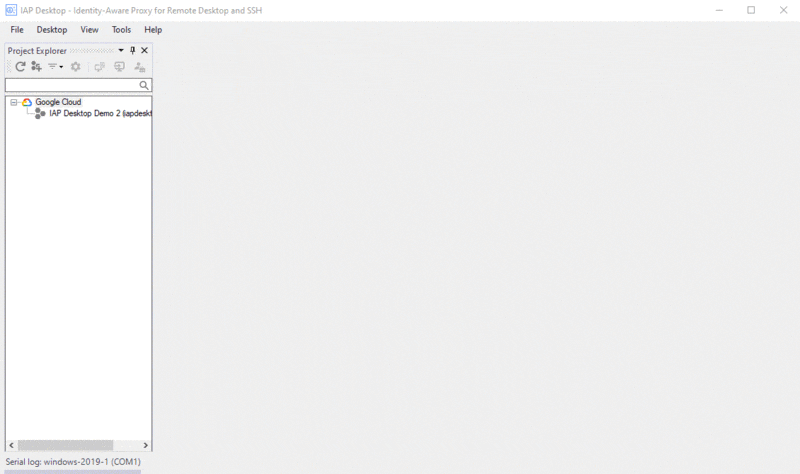 IAP Desktop - Identity-Aware Proxy for Remote Desktop and SSH
File Desktop View Tools Help
Project Explorer
Google Cloud
IAP Desktop Demo 2 (iapdeskt
Serial log: windows-2019-1 (COM1)